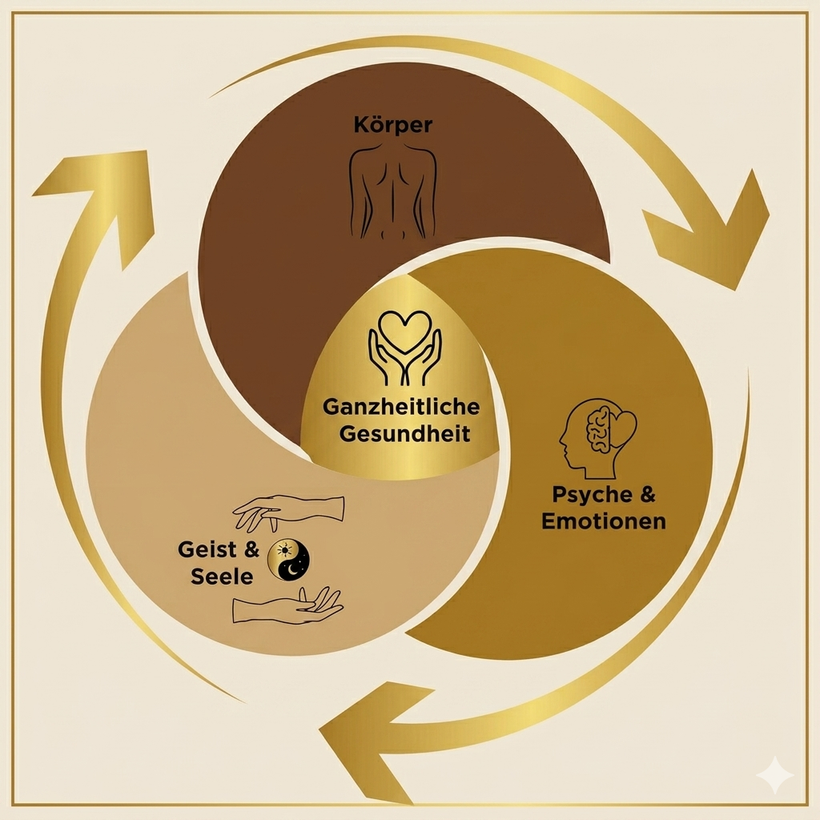 Körper
Ganzheitliche
Gesundheit
Psyche &
Emotionen
Geist &
Seele